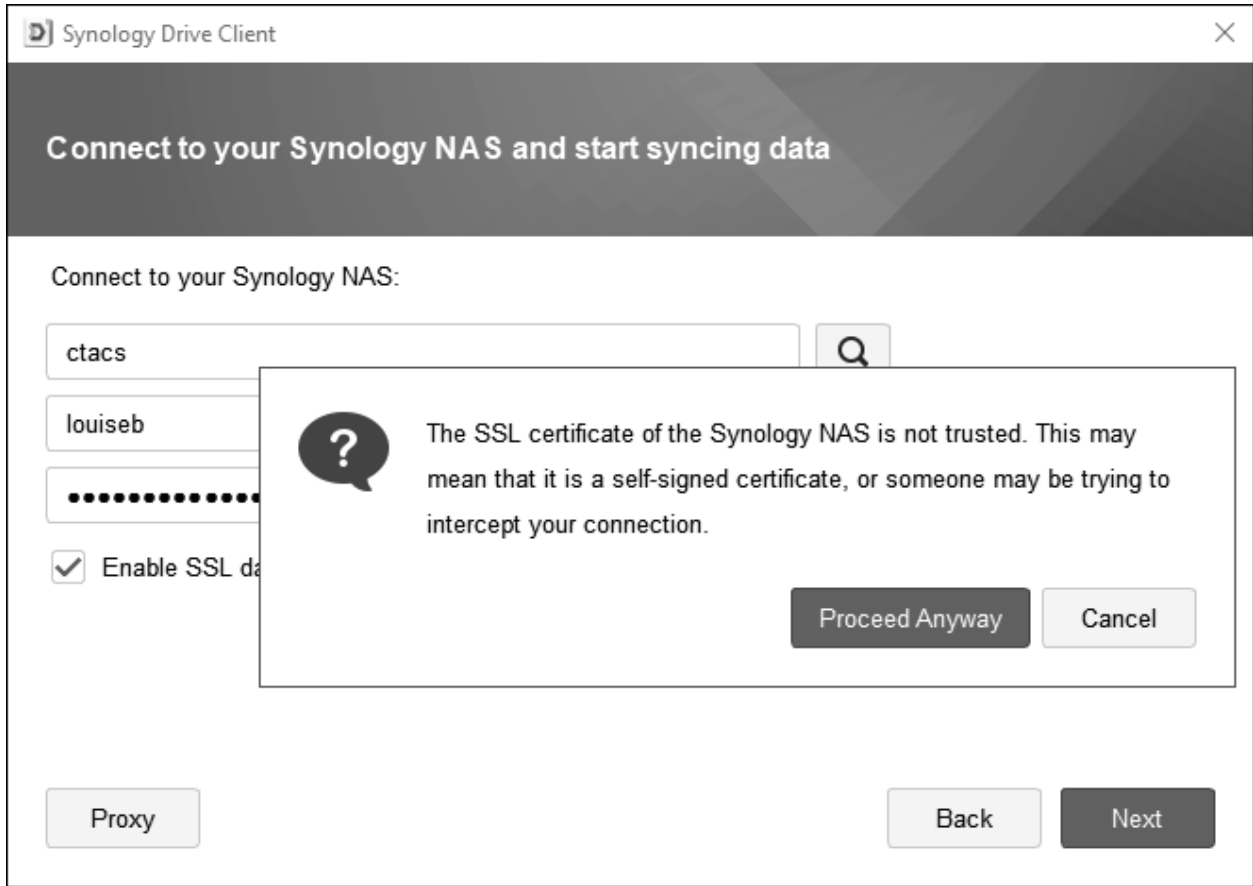 Synology Drive Client
Connect to your Synology NAS and start syncing data
Connect to your Synology NAS:
ctacs
louiseb
The SSL certificate of the Synology NAS is not trusted. This may
mean that it is a self-signed certificate, or someone may be trying to
intercept your connection.
Enable SSL
Proceed Anyway Cancel
Proxy Back Next